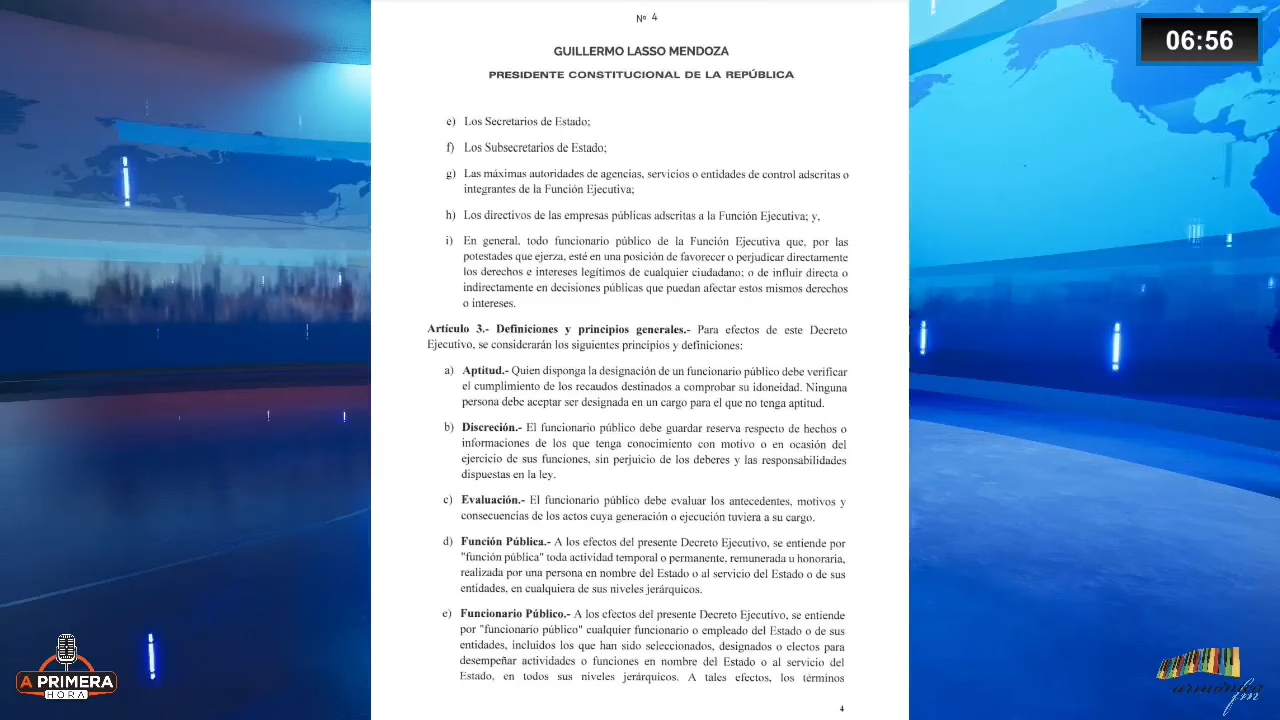 Nº 4
GUILLERMO LASSO MENDOZA
PRESIDENTE CONSTITUCIONAL DE LA REPÚBLICA
06:56
e) Los Secretarios de Estado;
f) Los Subsecretarios de Estado;
g) Las máximas autoridades de agencias, servicios o entidades de control adscritas o
integrantes de la Función Ejecutiva;
h) Los directivos de las empresas públicas adscritas a la Función Ejecutiva; y,
i) En general, todo funcionario público de la Función Ejecutiva que, por las
potestades que ejerza, esté en una posición de favorecer o perjudicar directamente
los derechos e intereses legítimos de cualquier ciudadano; o de influir directa o
indirectamente en decisiones públicas que puedan afectar estos mismos derechos
o intereses.
Artículo 3.- Definiciones y principios generales.- Para efectos de este Decreto
Ejecutivo, se considerarán los siguientes principios y definiciones:
a) Aptitud.- Quien disponga la designación de un funcionario público debe verificar
el cumplimiento de los recaudos destinados a comprobar su idoneidad. Ninguna
persona debe aceptar ser designada en un cargo para el que no tenga aptitud.
b) Discreción.- El funcionario público debe guardar reserva respecto de hechos o
informaciones de los que tenga conocimiento con motivo o en ocasión del
ejercicio de sus funciones, sin perjuicio de los deberes y las responsabilidades
dispuestas en la ley.
c) Evaluación.- El funcionario público debe evaluar los antecedentes, motivos y
consecuencias de los actos cuya generación o ejecución tuviera a su cargo.
d) Función Pública.- A los efectos del presente Decreto Ejecutivo, se entiende por
"función pública" toda actividad temporal o permanente, remunerada u honoraria,
realizada por una persona en nombre del Estado o al servicio del Estado o de sus
entidades, en cualquiera de sus niveles jerárquicos.
e) Funcionario Público.- A los efectos del presente Decreto Ejecutivo, se entiende
por "funcionario público" cualquier funcionario o empleado del Estado o de sus
entidades, incluidos los que han sido seleccionados, designados o electos para
desempeñar actividades o funciones en nombre del Estado o al servicio del
Estado, en todos sus niveles jerárquicos. A tales efectos, los términos
4
A PRIMERA
HORA
armónica
fm